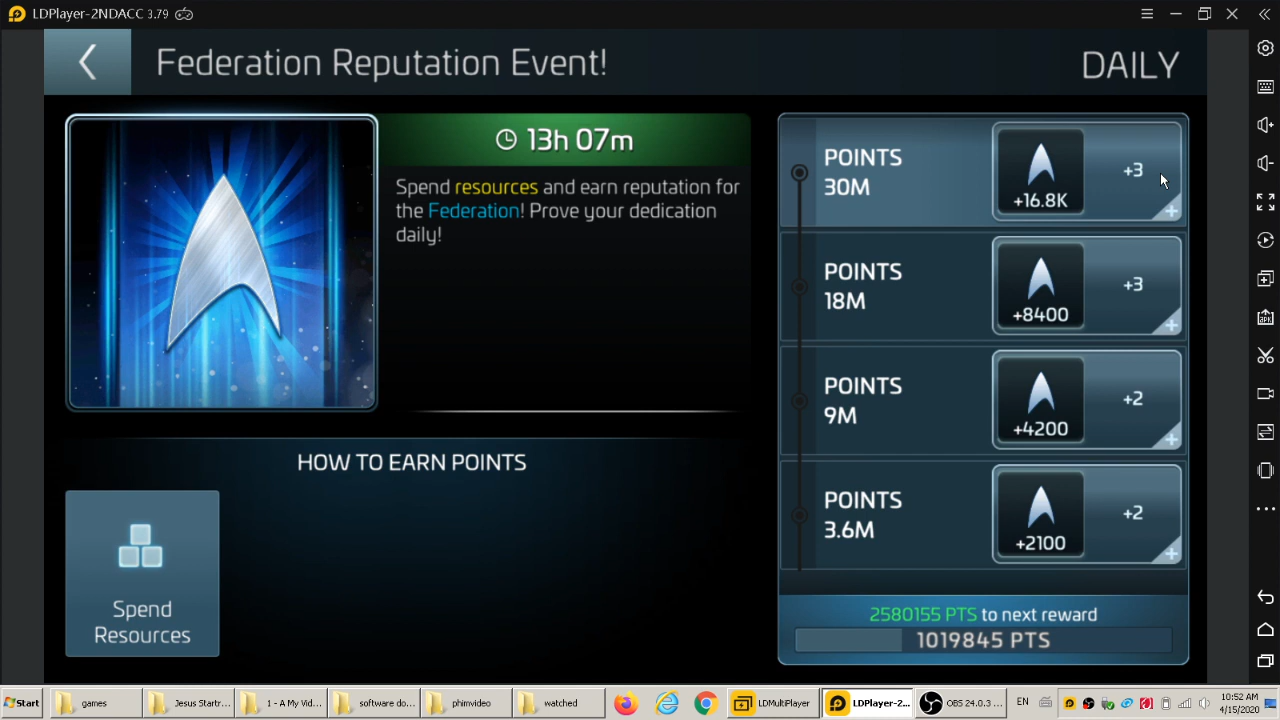 LDPlayer-2NDACC 3.79
Federation Reputation Event!
DAILY
13h 07m
Spend resources and earn reputation for
the Federation! Prove your dedication
daily!
HOW TO EARN POINTS
Spend
Resources
POINTS
30M
+16.8K
+3
POINTS
18M
+8400
+3
POINTS
9M
+4200
+2
POINTS
3.6M
+2100
+2
2580155 PTS to next reward
1019845 PTS
Start
games
Jesus Startr...
1 - A My Vid...
software do...
phimvideo
watched
LDMultiPlayer
LDPlayer-2...
OBS 24.0.3 ...
EN
10:52 AM
4/15/2020